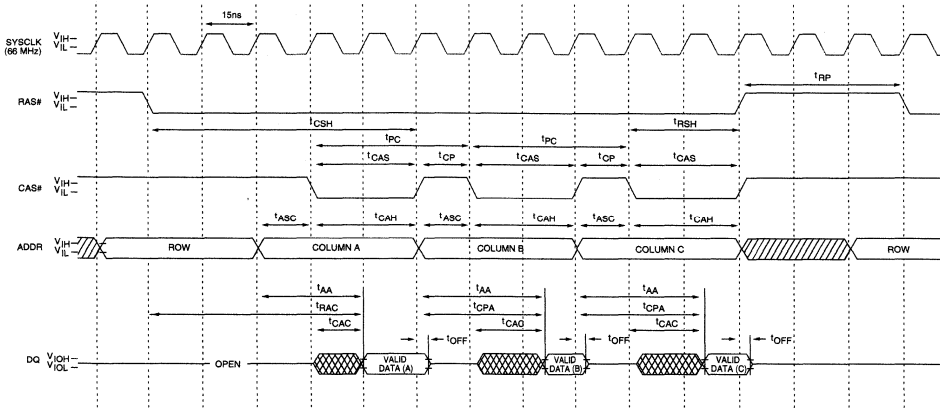 15ns
SYSCLK
(66 MHz)
VIH
VIL
tRP
RAS#
VIH
VIL
tCSH
tRSH
tPC
tPC
tCAS
tCP
tCAS
tCP
tCAS
CAS#
VIH
VIL
tASC
tCAH
tASC
tCAH
tASC
tCAH
ADDR
VIH
VIL
ROW
COLUMN A
COLUMN B
COLUMN C
ROW
tAA
tAA
tAA
tRAC
tCPA
tCPA
tCAC
tCAC
tCAC
tOFF
tOFF
tOFF
DQ
VIOH
VIOL
OPEN
VALID
DATA (A)
VALID
DATA (B)
VALID
DATA (C)